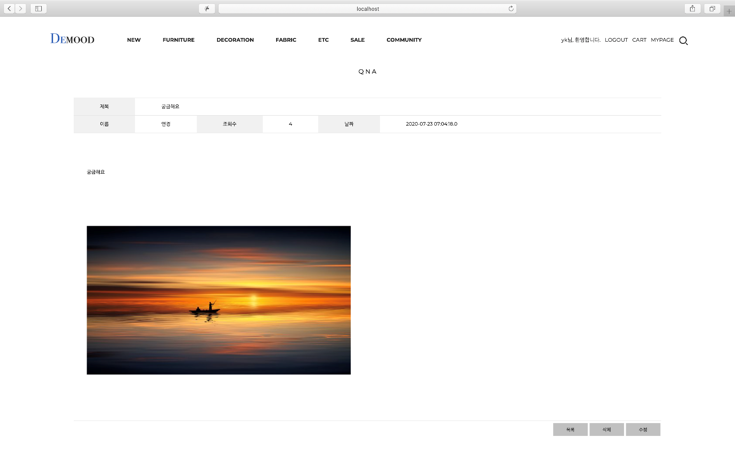 localhost
DEMOOD NEW FURNITURE DECORATION FABRIC ETC SALE COMMUNITY yk님, 환영합니다. LOGOUT CART MYPAGE
QNA
제목 궁금해요
이름 연경 조회수 4 날짜 2020-07-23 07:04:18.0
궁금해요
목록 삭제 수정